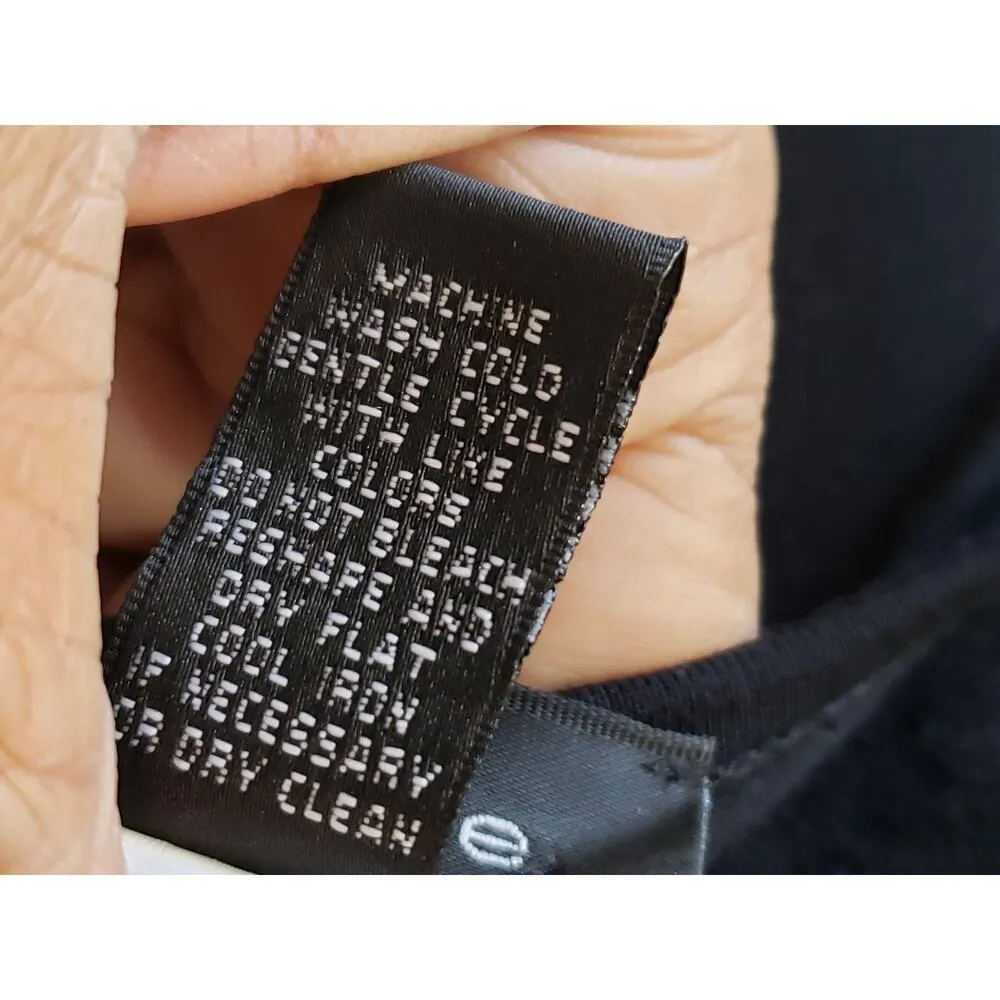 MACHINE
WASH COLD
GENTLE CYCLE
WITH LIKE
COLORS
DO NOT BLEACH
RESHAPE AND
DRY FLAT
COOL IRON
IF NECESSARY
OR DRY CLEAN
0